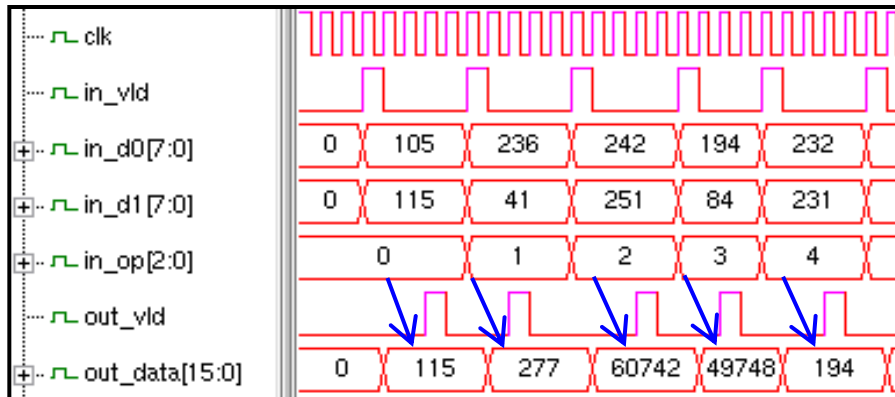 clk
in_vld
in_d0[7:0] 0 105 236 242 194 232
in_d1[7:0] 0 115 41 251 84 231
in_op[2:0] 0 1 2 3 4
out_vld
out_data[15:0] 0 115 277 60742 49748 194